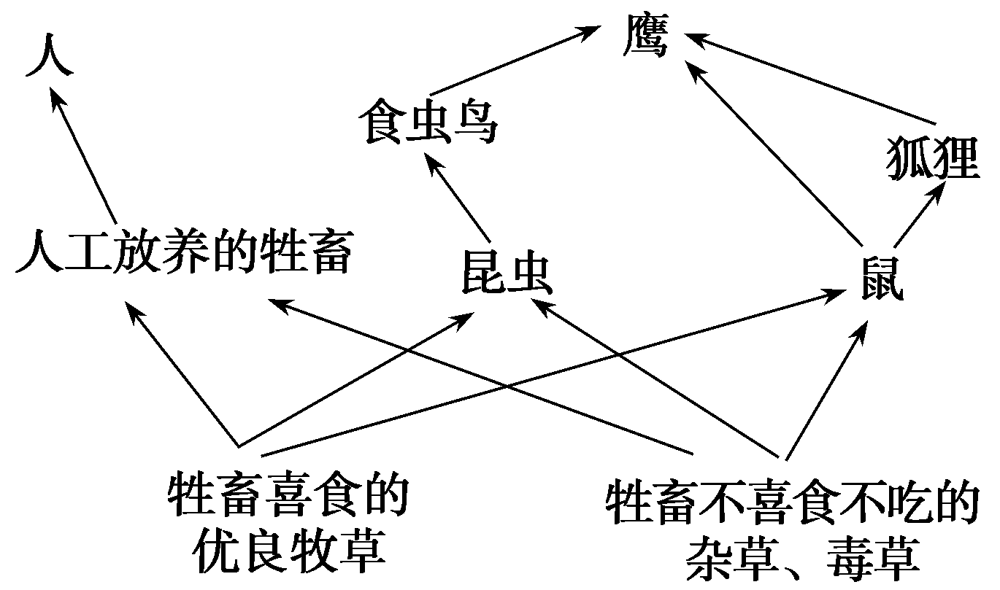 鹰
人
食虫鸟
狐狸
人工放养的牲畜
昆虫
鼠
牲畜喜食的
优良牧草
牲畜不喜食不吃的
杂草、毒草